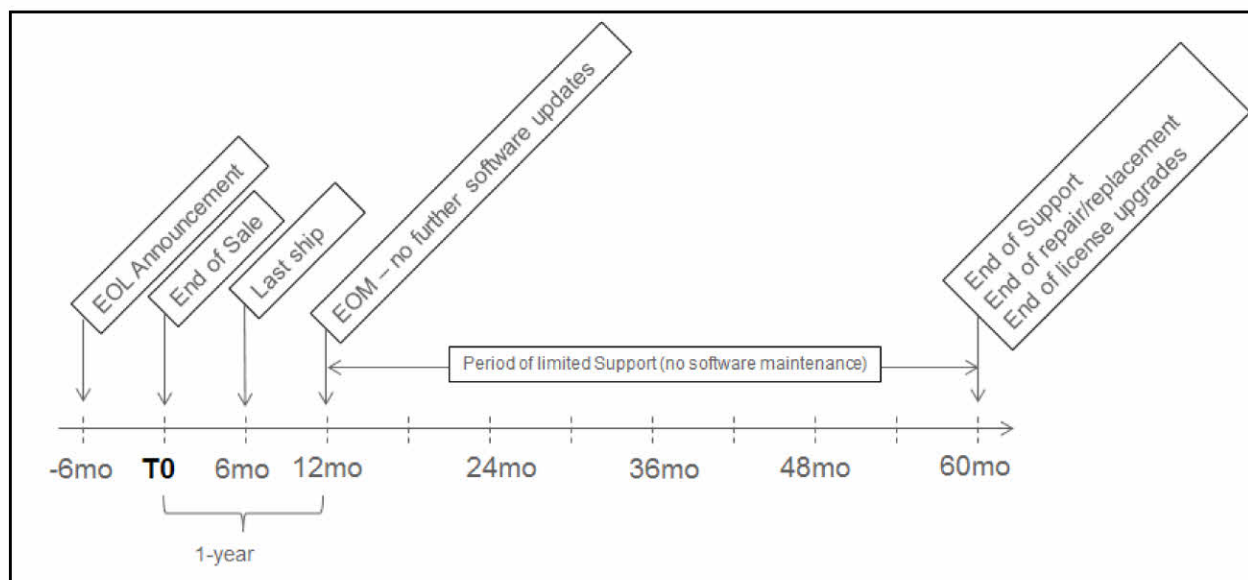 EOL Announcement
End of Sale
Last ship
EOM – no further software updates
End of Support
End of repair/replacement
End of license upgrades
Period of limited Support (no software maintenance)
-6mo T0 6mo 12mo 24mo 36mo 48mo 60mo
1-year